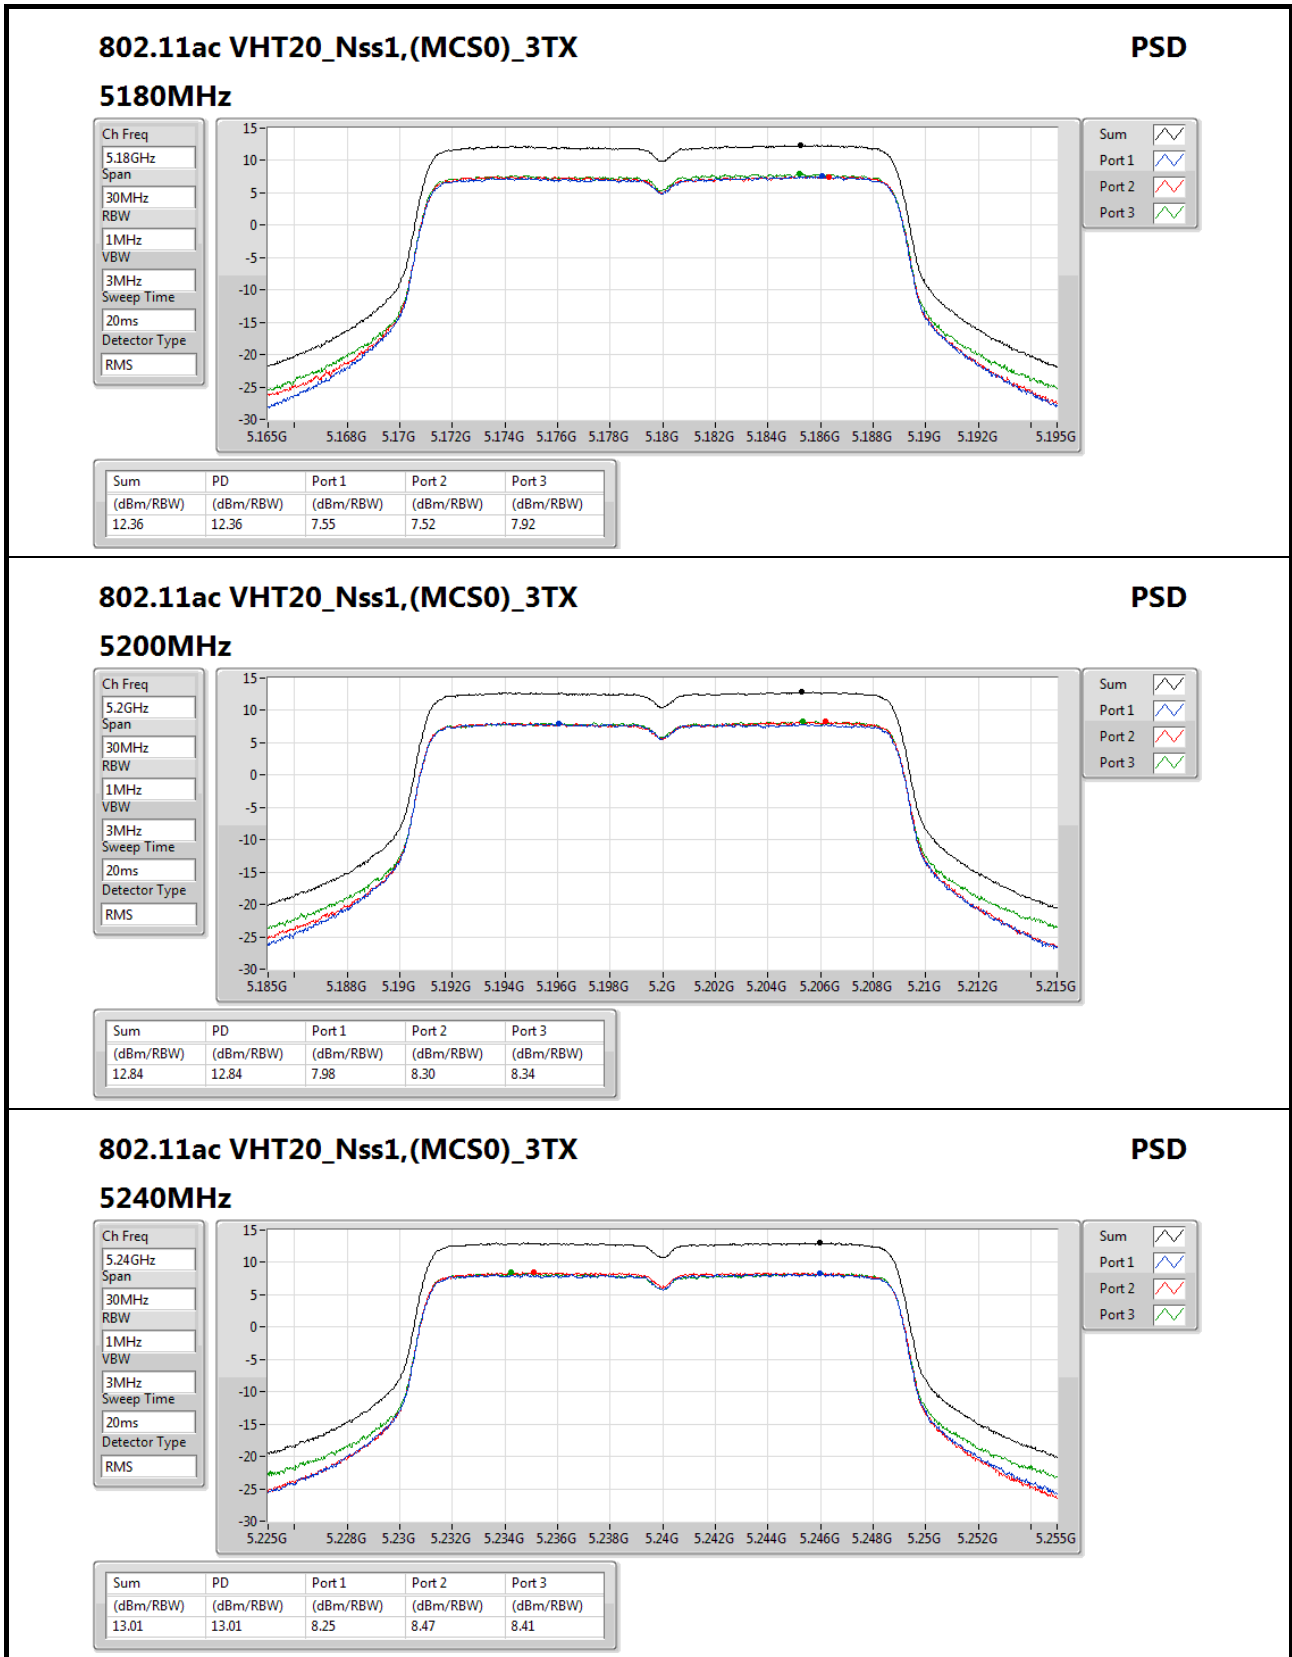 802.11ac VHT20_Nss1,(MCS0)_3TX PSD
5180MHz
Ch Freq
5.18GHz
Span
30MHz
RBW
1MHz
VBW
3MHz
Sweep Time
20ms
Detector Type
RMS
15
10
5
0
-5
-10
-15
-20
-25
-30
5.165G 5.168G 5.17G 5.172G 5.174G 5.176G 5.178G 5.18G 5.182G 5.184G 5.186G 5.188G 5.19G 5.192G 5.195G
Sum
Port 1
Port 2
Port 3
Sum PD Port 1 Port 2 Port 3
(dBm/RBW) (dBm/RBW) (dBm/RBW) (dBm/RBW) (dBm/RBW)
12.36 12.36 7.55 7.52 7.92
802.11ac VHT20_Nss1,(MCS0)_3TX PSD
5200MHz
Ch Freq
5.2GHz
Span
30MHz
RBW
1MHz
VBW
3MHz
Sweep Time
20ms
Detector Type
RMS
15
10
5
0
-5
-10
-15
-20
-25
-30
5.185G 5.188G 5.19G 5.192G 5.194G 5.196G 5.198G 5.2G 5.202G 5.204G 5.206G 5.208G 5.21G 5.212G 5.215G
Sum
Port 1
Port 2
Port 3
Sum PD Port 1 Port 2 Port 3
(dBm/RBW) (dBm/RBW) (dBm/RBW) (dBm/RBW) (dBm/RBW)
12.84 12.84 7.98 8.30 8.34
802.11ac VHT20_Nss1,(MCS0)_3TX PSD
5240MHz
Ch Freq
5.24GHz
Span
30MHz
RBW
1MHz
VBW
3MHz
Sweep Time
20ms
Detector Type
RMS
15
10
5
0
-5
-10
-15
-20
-25
-30
5.225G 5.228G 5.23G 5.232G 5.234G 5.236G 5.238G 5.24G 5.242G 5.244G 5.246G 5.248G 5.25G 5.252G 5.255G
Sum
Port 1
Port 2
Port 3
Sum PD Port 1 Port 2 Port 3
(dBm/RBW) (dBm/RBW) (dBm/RBW) (dBm/RBW) (dBm/RBW)
13.01 13.01 8.25 8.47 8.41